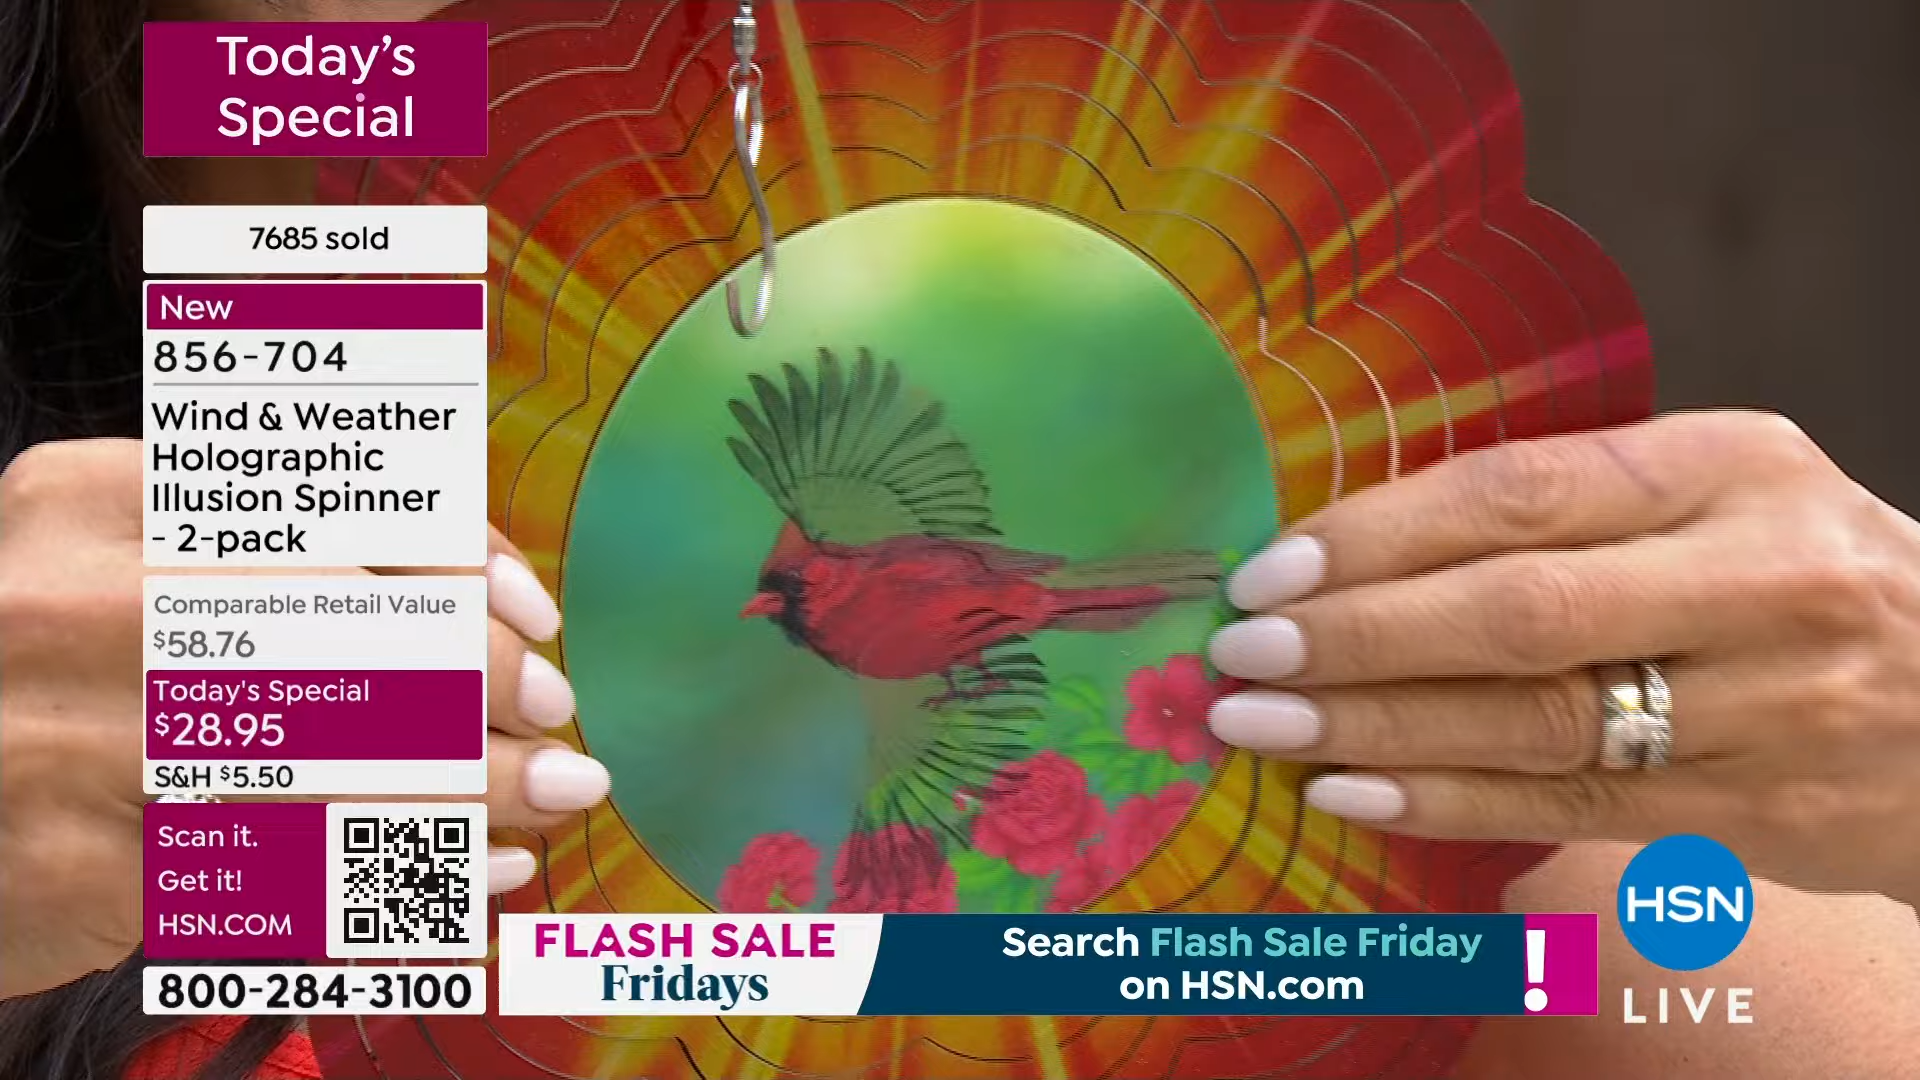 Today's
Special
7685 sold
New
856-704
Wind & Weather
Holographic
Illusion Spinner
- 2-pack
Comparable Retail Value
$58.76
Today's Special
$28.95
S&H $5.50
Scan it.
Get it!
HSN.COM
800-284-3100
FLASH SALE
Fridays
Search Flash Sale Friday
on HSN.com
!
HSN
LIVE